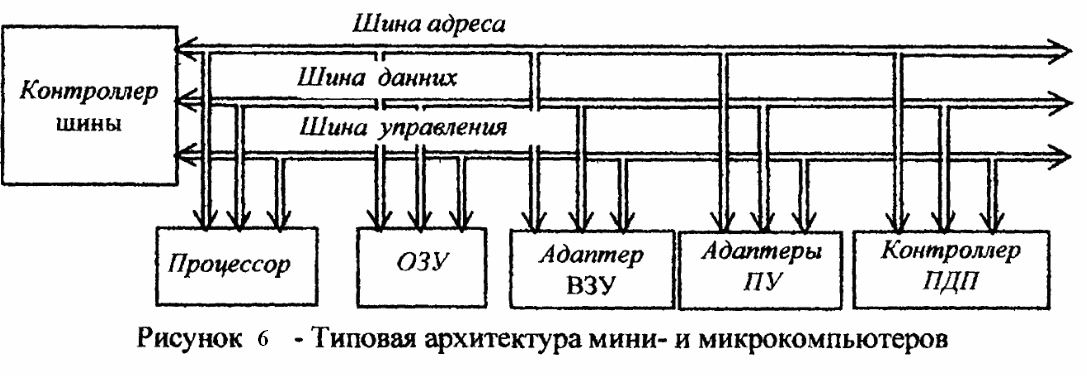 Шина адреса
Шина данних
Шина управления
Контроллер
шины
Процессор
ОЗУ
Адаптер
ВЗУ
Адаптеры
ПУ
Контроллер
ПДП
Рисунок 6 - Типовая архитектура мини- и микрокомпьютеров